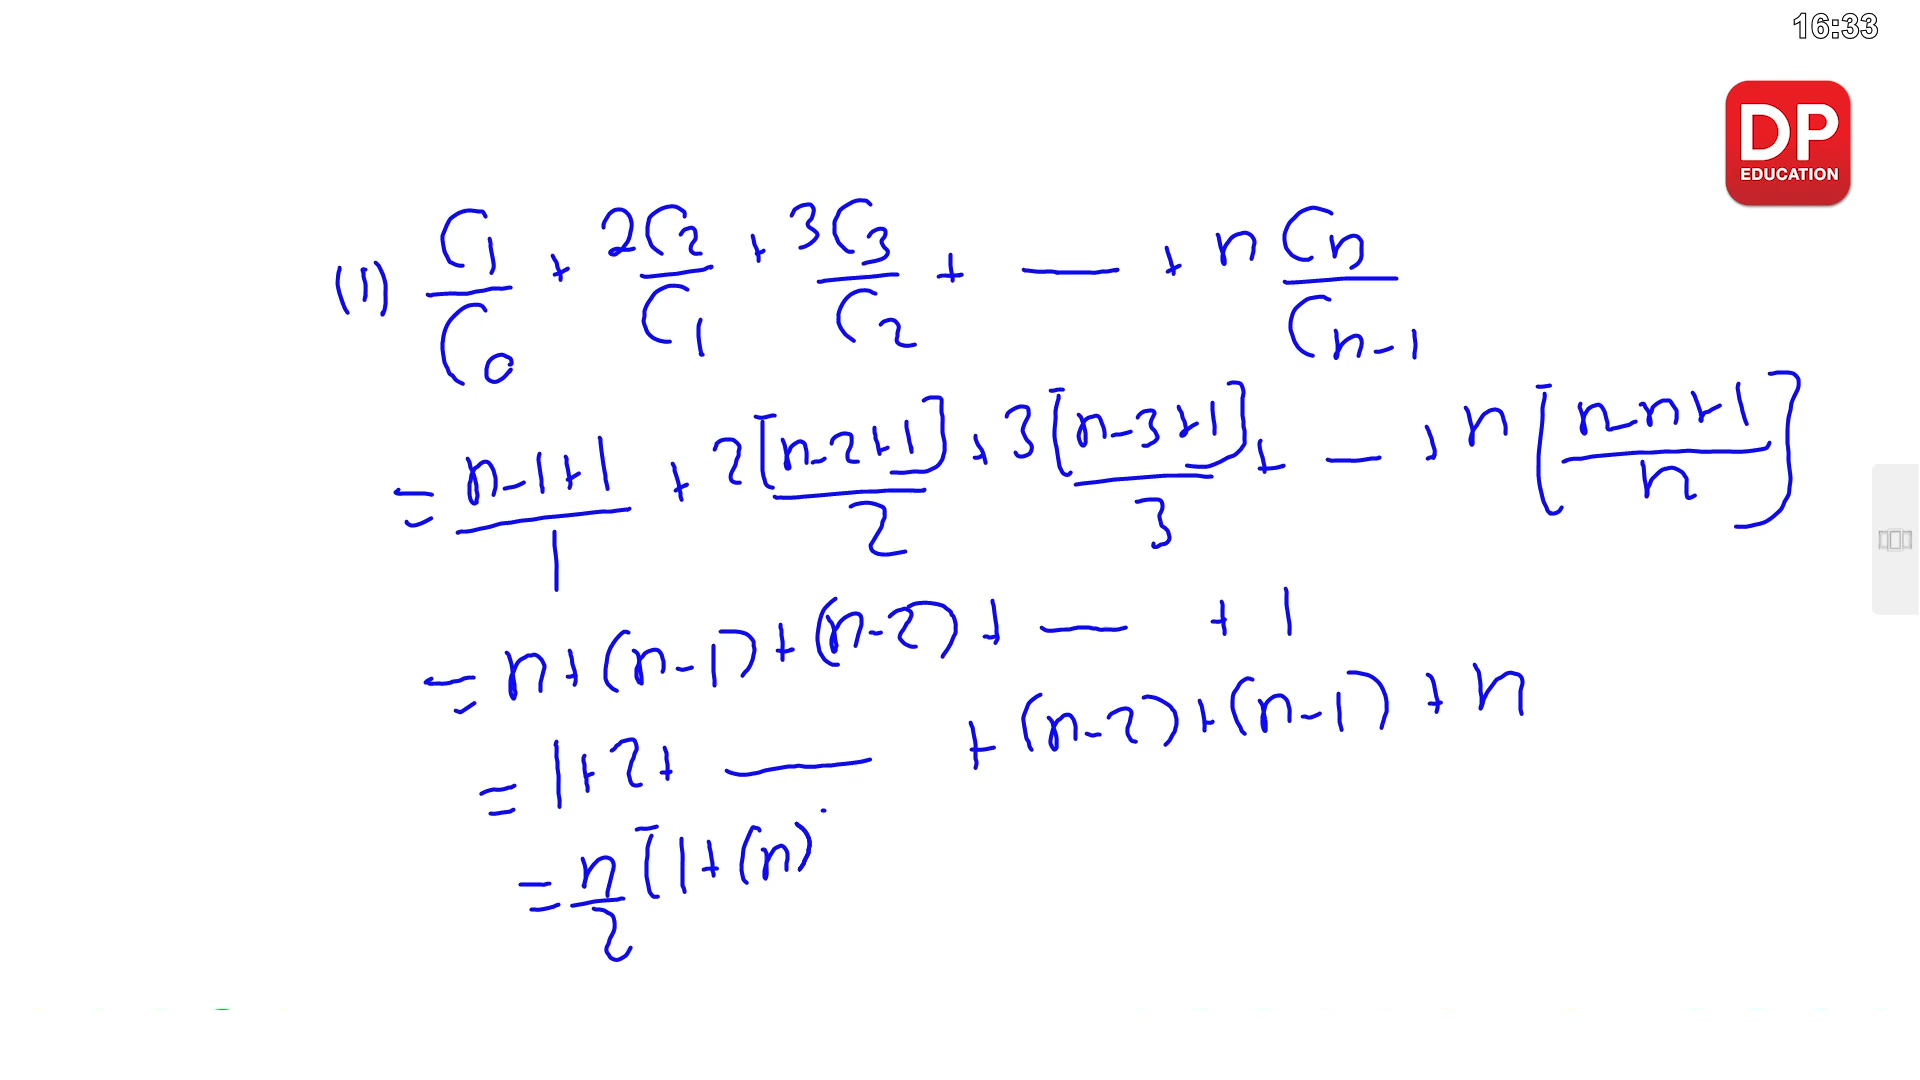 16:33
DP
EDUCATION
(1) C₁/C₀ + 2C₂/C₁ + 3C₃/C₂ + — + n Cₙ/Cₙ₋₁
= n-1+1/1 + 2[n-2+1]/2 + 3[n-3+1]/3 + — + n[n-n+1/n]
= n+(n-1)+(n-2)+ — + 1
= 1+2+ — +(n-2)+(n-1)+n
= n/2 [1+(n)